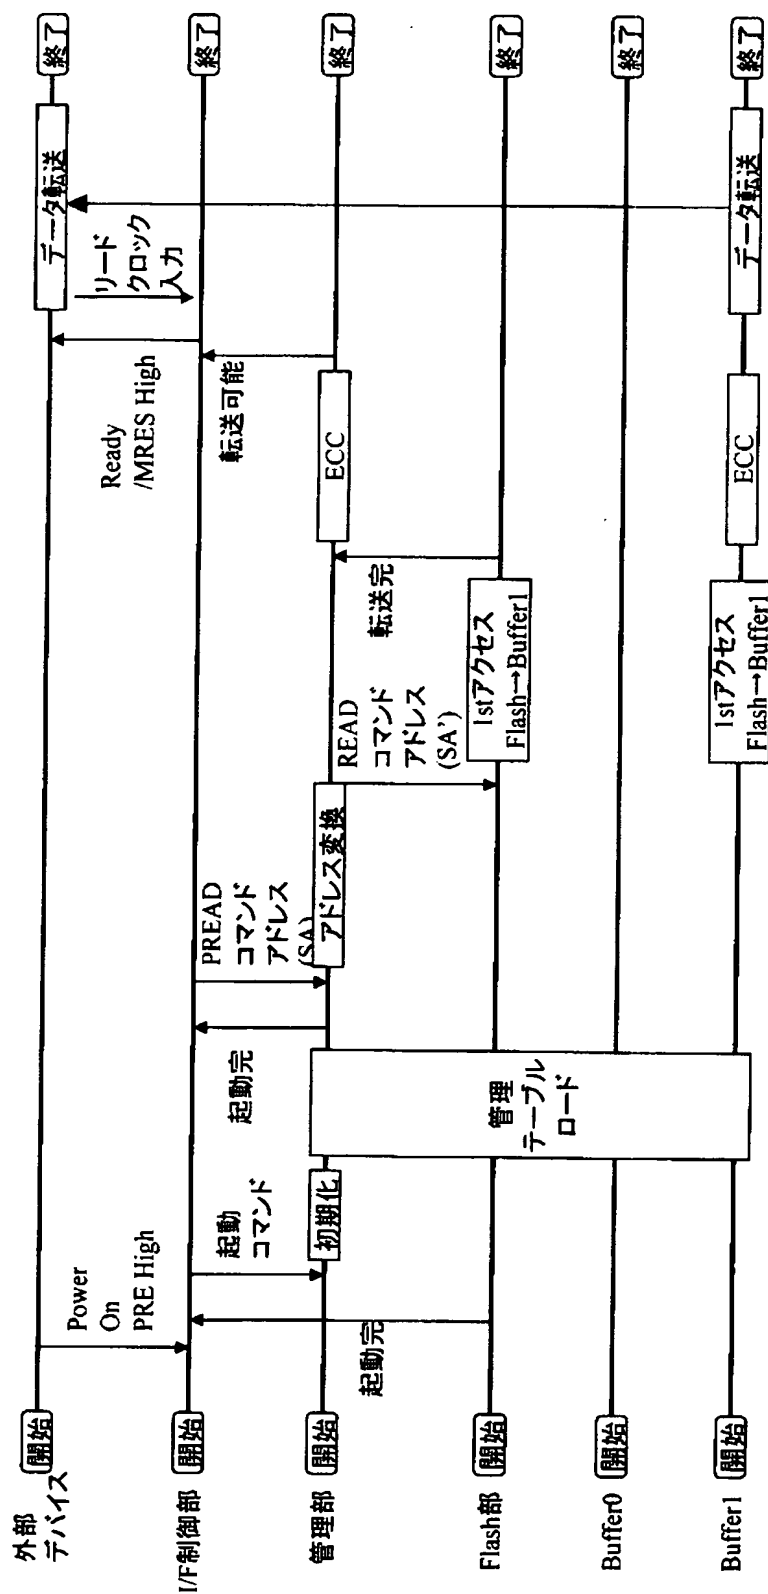 外部
デバイス
開始
Power
On
PRE High
Ready
/MRES High
リード
クロック
入力
データ転送
終了
I/F制御部
開始
起動
コマンド
起動完
PREAD
コマンド
アドレス
(SA)
転送可能
終了
管理部
開始
起動完
初期化
管理
テーブル
ロード
アドレス変換
READ
コマンド
アドレス
(SA')
転送完
ECC
終了
Flash部
開始
1stアクセス
Flash→Buffer1
終了
Buffer0
開始
終了
Buffer1
開始
1stアクセス
Flash→Buffer1
ECC
データ転送
終了